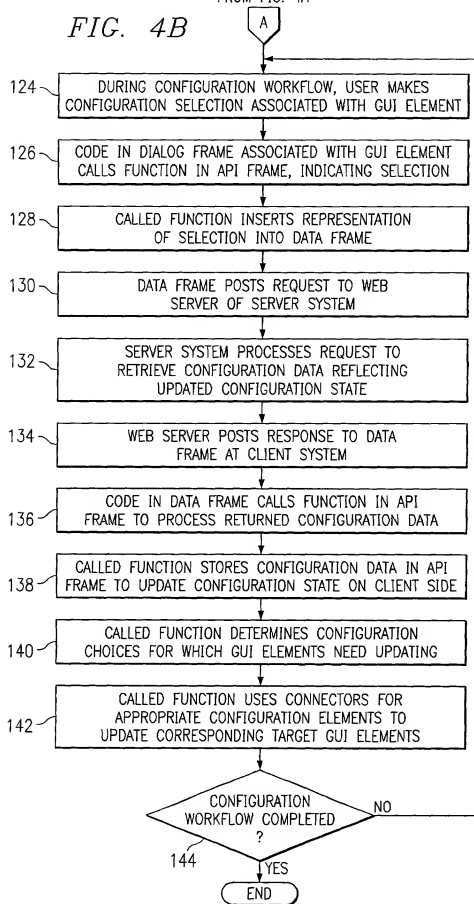 FROM FIG. 4A
FIG. 4B
A
124
DURING CONFIGURATION WORKFLOW, USER MAKES
CONFIGURATION SELECTION ASSOCIATED WITH GUI ELEMENT
126
CODE IN DIALOG FRAME ASSOCIATED WITH GUI ELEMENT
CALLS FUNCTION IN API FRAME, INDICATING SELECTION
128
CALLED FUNCTION INSERTS REPRESENTATION
OF SELECTION INTO DATA FRAME
130
DATA FRAME POSTS REQUEST TO WEB
SERVER OF SERVER SYSTEM
132
SERVER SYSTEM PROCESSES REQUEST TO
RETRIEVE CONFIGURATION DATA REFLECTING
UPDATED CONFIGURATION STATE
134
WEB SERVER POSTS RESPONSE TO DATA
FRAME AT CLIENT SYSTEM
136
CODE IN DATA FRAME CALLS FUNCTION IN API
FRAME TO PROCESS RETURNED CONFIGURATION DATA
138
CALLED FUNCTION STORES CONFIGURATION DATA IN API
FRAME TO UPDATE CONFIGURATION STATE ON CLIENT SIDE
140
CALLED FUNCTION DETERMINES CONFIGURATION
CHOICES FOR WHICH GUI ELEMENTS NEED UPDATING
142
CALLED FUNCTION USES CONNECTORS FOR
APPROPRIATE CONFIGURATION ELEMENTS TO
UPDATE CORRESPONDING TARGET GUI ELEMENTS
CONFIGURATION
WORKFLOW COMPLETED
?
NO
144
YES
END